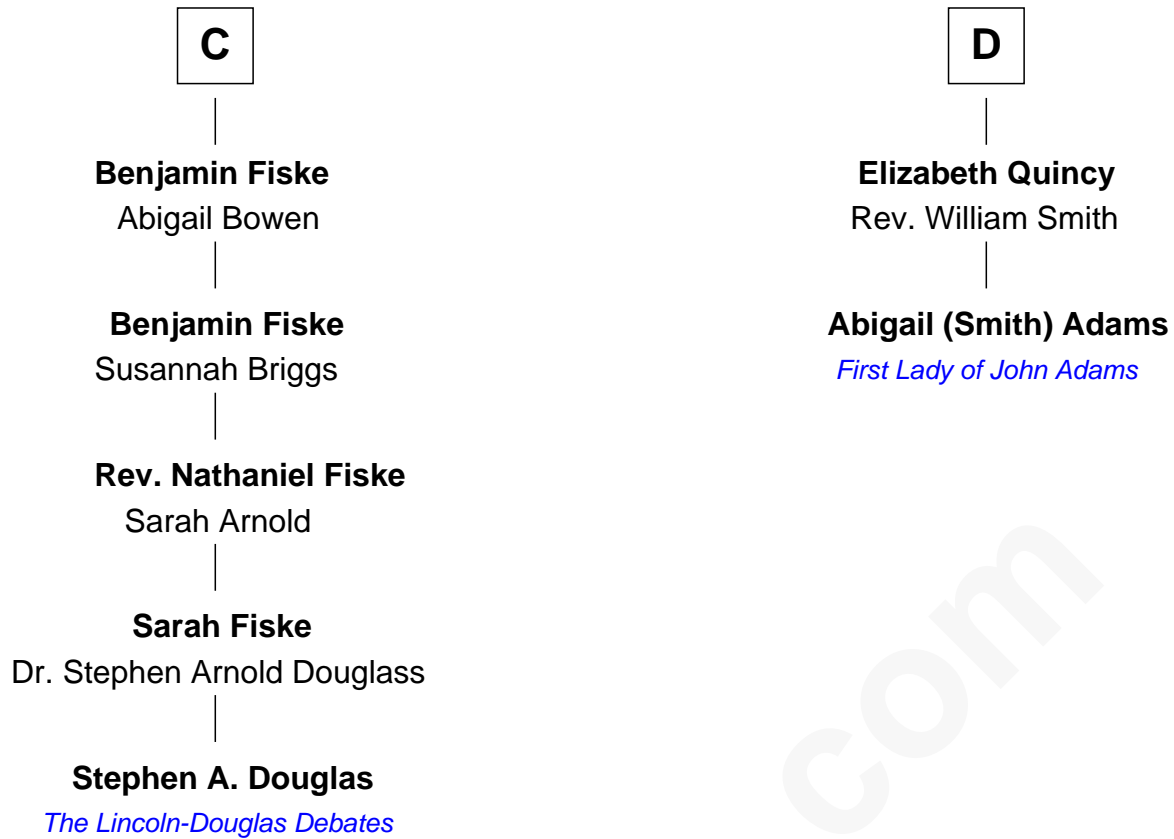 C
Benjamin Fiske
Abigail Bowen
Benjamin Fiske
Susannah Briggs
Rev. Nathaniel Fiske
Sarah Arnold
Sarah Fiske
Dr. Stephen Arnold Douglass
Stephen A. Douglas
The Lincoln-Douglas Debates
D
Elizabeth Quincy
Rev. William Smith
Abigail (Smith) Adams
First Lady of John Adams
com